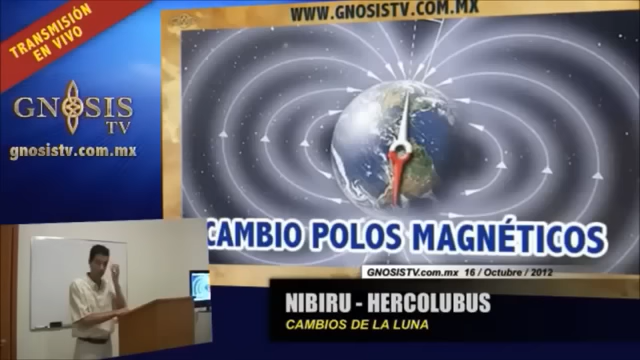 TRANSMISIÓN
EN VIVO
WWW.GNOSISTV.COM.MX
GNOSIS
TV
gnosistv.com.mx
CAMBIO POLOS MAGNÉTICOS
GNOSISTV.com.mx 16 / Octubre / 2012
NIBIRU - HERCOLUBUS
CAMBIOS DE LA LUNA